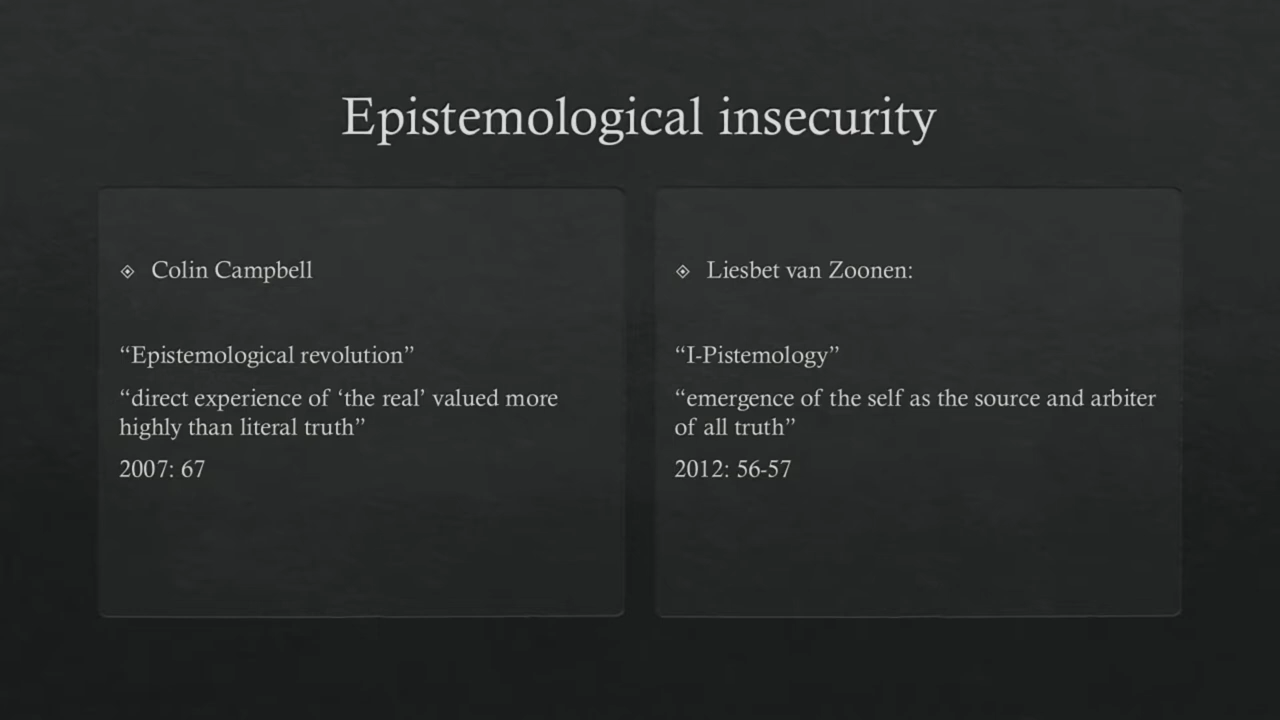 Epistemological insecurity
Colin Campbell
“Epistemological revolution”
“direct experience of ‘the real’ valued more
highly than literal truth”
2007: 67
Liesbet van Zoonen:
“I-Pistemology”
“emergence of the self as the source and arbiter
of all truth”
2012: 56-57